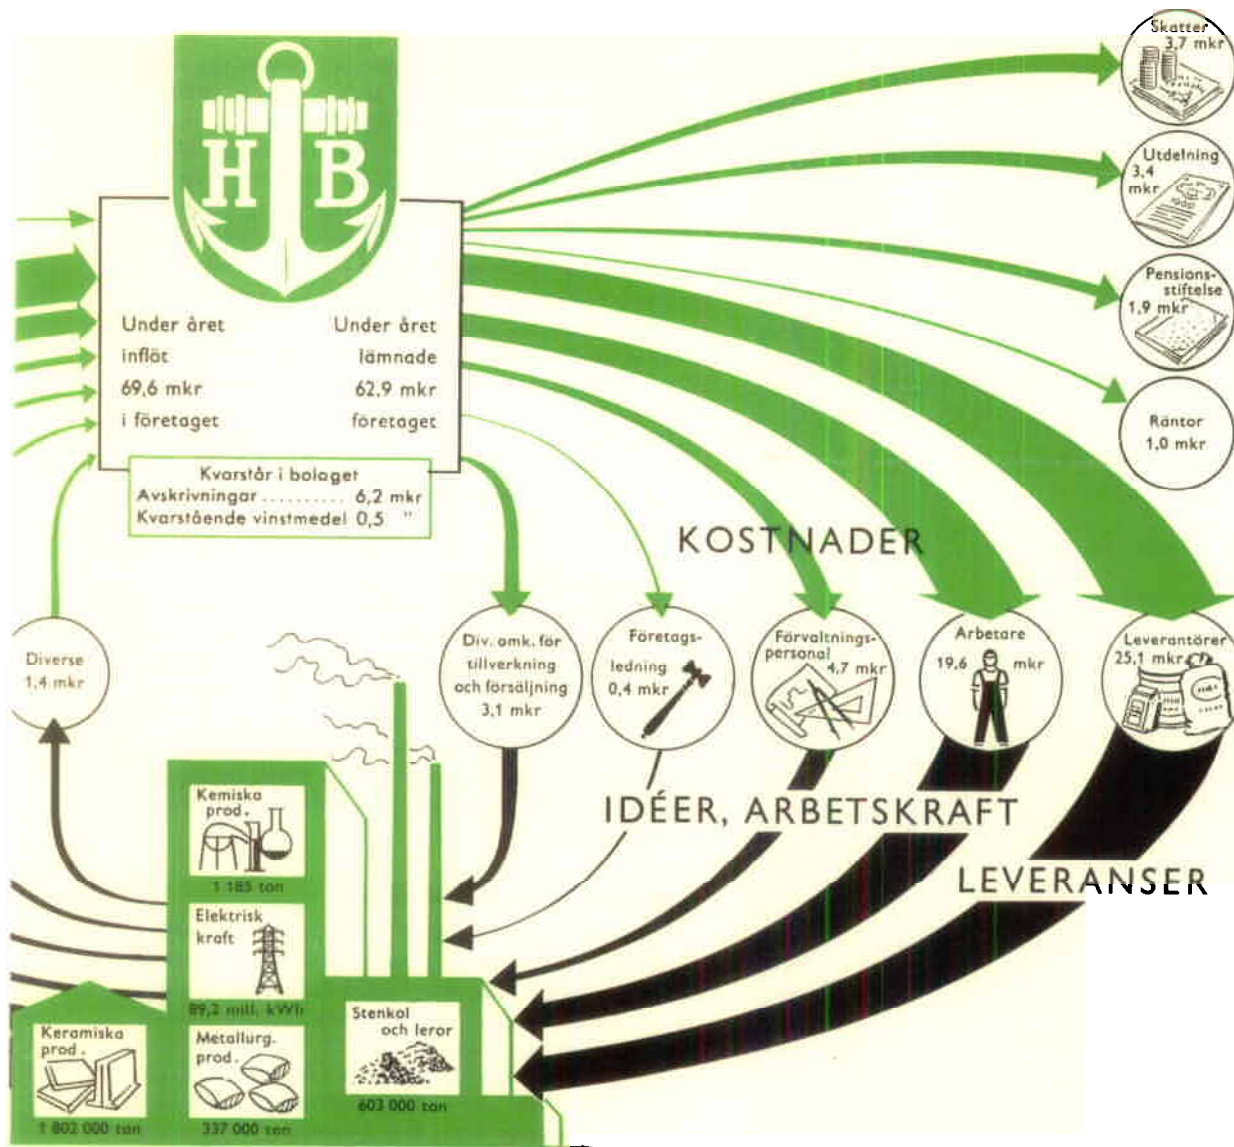 Skatter
3,7 mkr
H B
Utdelning
3,4
mkr
Pensions-
stiftelse
1,9 mkr
Räntor
1,0 mkr
Under året
inflöt
69,6 mkr
i företaget
Under året
lämnade
62,9 mkr
företaget
Kvarstår i bolaget
Avskrivningar .......... 6,2 mkr
Kvarstående vinstmedel 0,5 "
KOSTNADER
Diverse
1,4 mkr
Div. omk. för
tillverkning
och försäljning
3,1 mkr
Företags-
ledning
0,4 mkr
Förvaltnings-
personal
4,7 mkr
Arbetare
19,6 mkr
Leverantörer
25,1 mkr
IDÉER, ARBETSKRAFT
LEVERANSER
Kemiska
prod.
1 185 ton
Elektrisk
kraft
89,2 mill. kWh
Keramiska
prod.
1 802 000 ton
Metallurg.
prod.
337 000 ton
Stenkol
och leror
603 000 ton